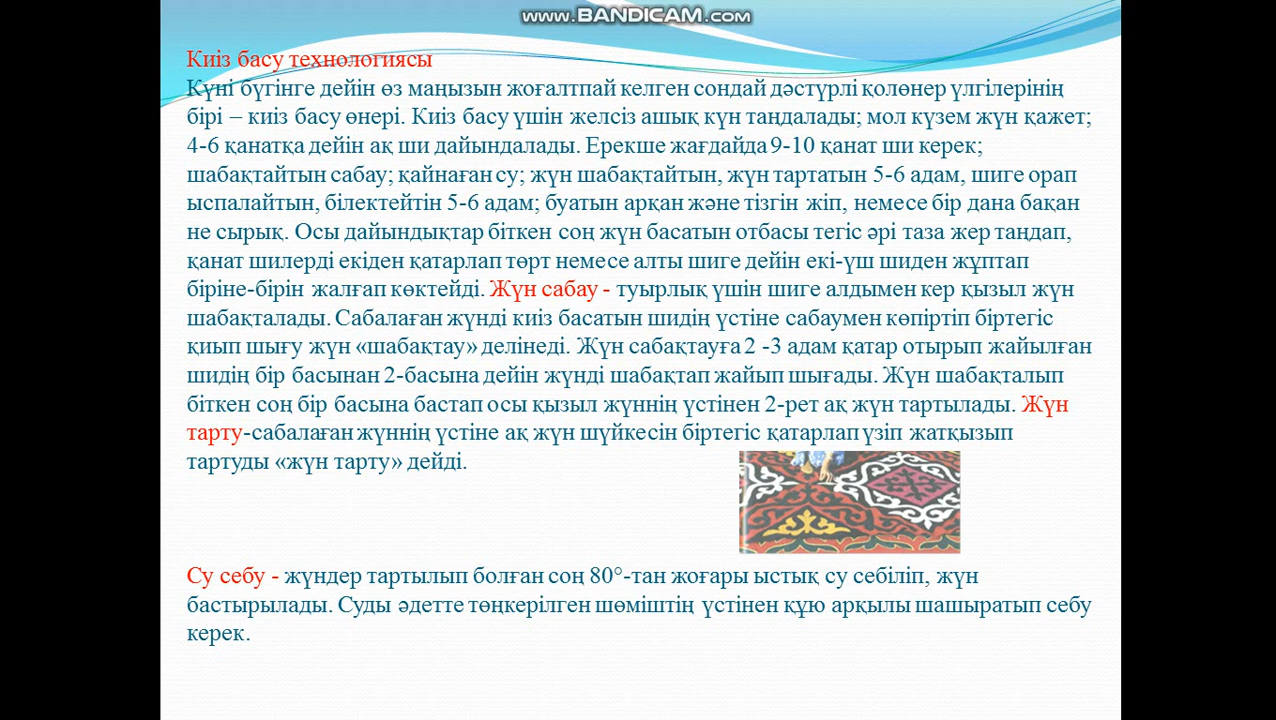 www.BANDICAM.com
Киіз басу технологиясы
Күні бүгінге дейін өз маңызын жоғалтпай келген сондай дәстүрлі қолөнер үлгілерінің
бірі – киіз басу өнері. Киіз басу үшін желсіз ашық күн таңдалады; мол күзем жүн қажет;
4-6 қанатқа дейін ақ ши дайындалады. Ерекше жағдайда 9-10 қанат ши керек;
шабақтайтын сабау; қайнаған су; жүн шабақтайтын, жүн тартатын 5-6 адам, шиге орап
ыспалайтын, білектейтін 5-6 адам; буатын арқан және тізгін жіп, немесе бір дана бақан
не сырық. Осы дайындықтар біткен соң жүн басатын отбасы тегіс әрі таза жер таңдап,
қанат шилерді екіден қатарлап төрт немесе алты шиге дейін екі-үш шиден жұптап
біріне-бірін жалғап көктейді. Жүн сабау - туырлық үшін шиге алдымен кер қызыл жүн
шабақталады. Сабалаған жүнді киіз басатын шидің үстіне сабаумен көпіртіп біртегіс
қиып шығу жүн «шабақтау» делінеді. Жүн сабақтауға 2 -3 адам қатар отырып жайылған
шидің бір басынан 2-басына дейін жүнді шабақтап жайып шығады. Жүн шабақталып
біткен соң бір басына бастап осы қызыл жүннің үстінен 2-рет ақ жүн тартылады. Жүн
тарту-сабалаған жүннің үстіне ақ жүн шүйкесін біртегіс қатарлап үзіп жатқызып
тартуды «жүн тарту» дейді.
Су себу - жүндер тартылып болған соң 80°-тан жоғары ыстық су себіліп, жүн
бастырылады. Суды әдетте төңкерілген шөміштің үстінен құю арқылы шашыратып себу
керек.